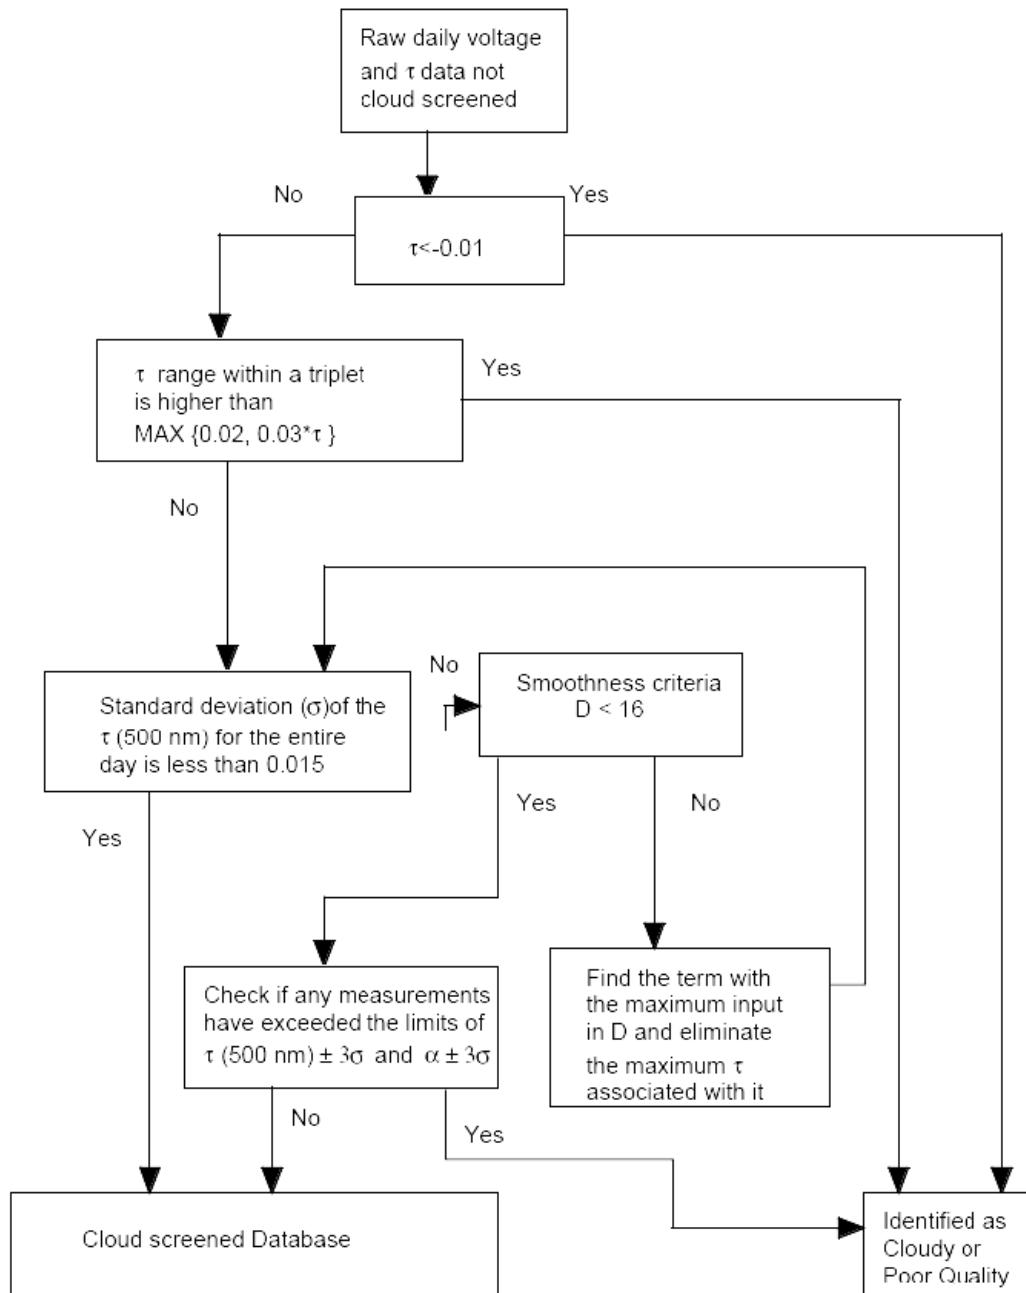 Raw daily voltage
and τ data not
cloud screened
No
Yes
τ<-0.01
τ range within a triplet
is higher than
MAX {0.02, 0.03*τ }
Yes
No
No
Smoothness criteria
D < 16
Standard deviation (σ)of the
τ (500 nm) for the entire
day is less than 0.015
Yes
Yes
No
Check if any measurements
have exceeded the limits of
τ (500 nm) ± 3σ and α ± 3σ
Find the term with
the maximum input
in D and eliminate
the maximum τ
associated with it
No
Yes
Cloud screened Database
Identified as
Cloudy or
Poor Quality